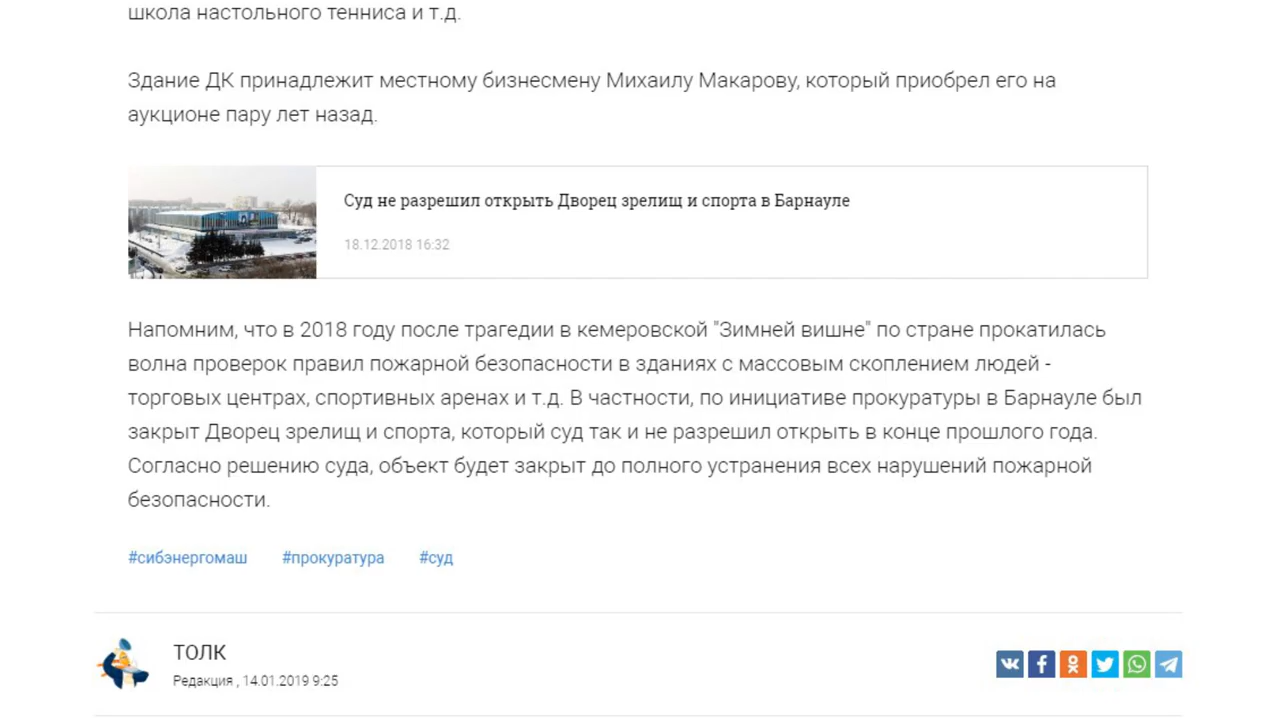 школа настольного тенниса и т.д.
Здание ДК принадлежит местному бизнесмену Михаилу Макарову, который приобрел его на
аукционе пару лет назад.
Суд не разрешил открыть Дворец зрелищ и спорта в Барнауле
18.12.2018 16:32
Напомним, что в 2018 году после трагедии в кемеровской "Зимней вишне" по стране прокатилась
волна проверок правил пожарной безопасности в зданиях с массовым скоплением людей -
торговых центрах, спортивных аренах и т.д. В частности, по инициативе прокуратуры в Барнауле был
закрыт Дворец зрелищ и спорта, который суд так и не разрешил открыть в конце прошлого года.
Согласно решению суда, объект будет закрыт до полного устранения всех нарушений пожарной
безопасности.
#сибэнергомаш #прокуратура #суд
ТОЛК
Редакция , 14.01.2019 9:25